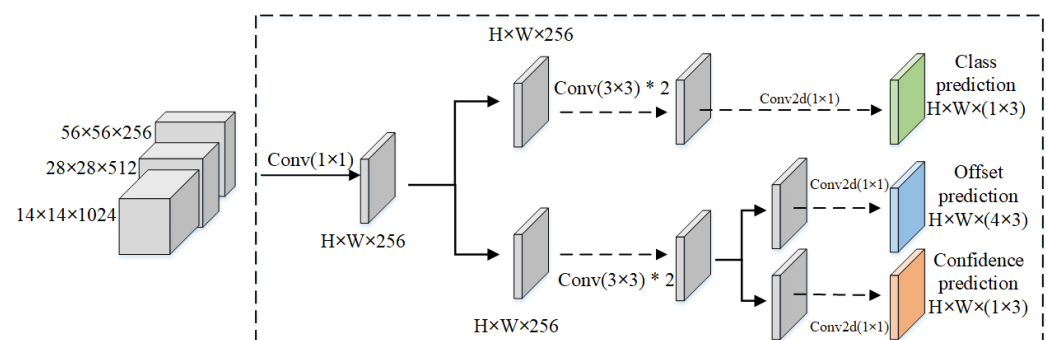 56×56×256
28×28×512
14×14×1024
Conv(1×1)
H×W×256
H×W×256
Conv(3×3) * 2
Conv2d(1×1)
Class
prediction
H×W×(1×3)
H×W×256
Conv(3×3) * 2
Conv2d(1×1)
Offset
prediction
H×W×(4×3)
Conv2d(1×1)
Confidence
prediction
H×W×(1×3)